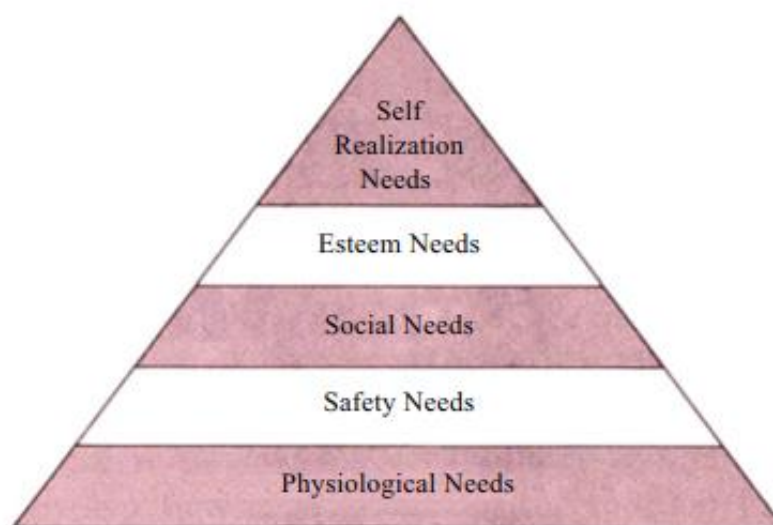 Self
Realization
Needs
Esteem Needs
Social Needs
Safety Needs
Physiological Needs